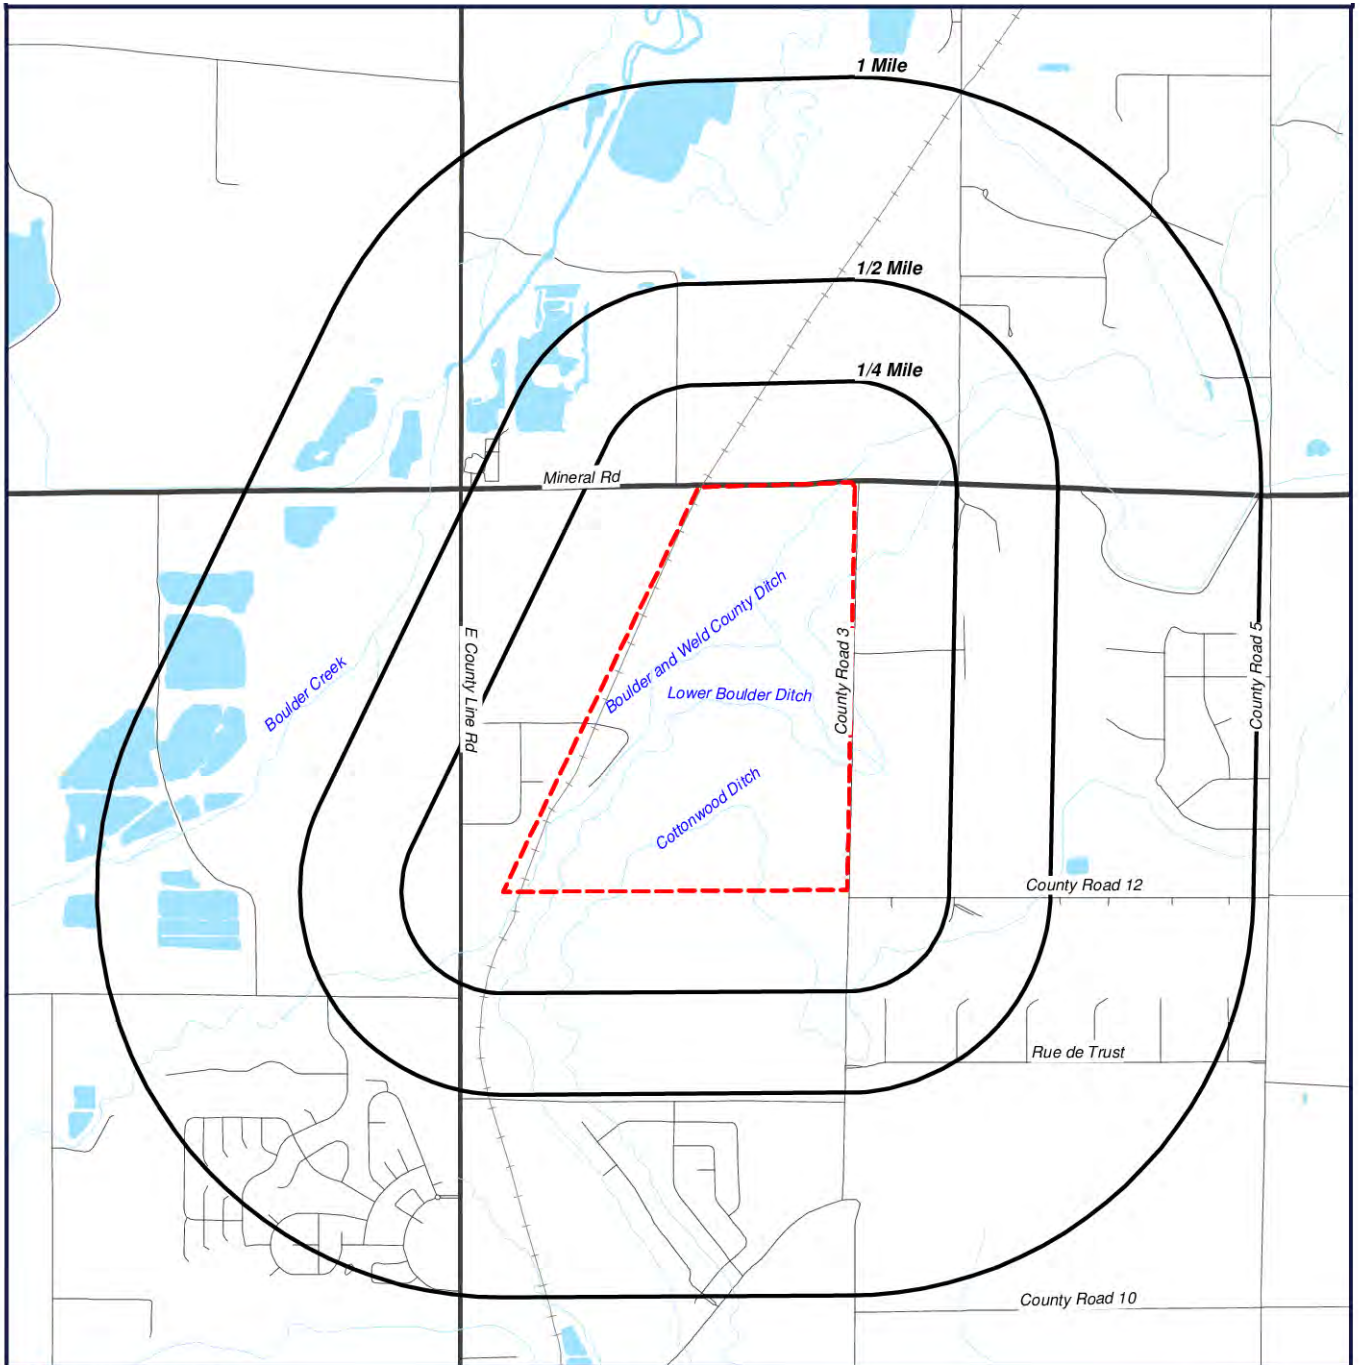 1 Mile
1/2 Mile
1/4 Mile
Mineral Rd
Boulder and Weld County Ditch
E County Line Rd
County Road 3
County Road 5
Boulder Creek
Lower Boulder Ditch
Cottonwood Ditch
County Road 12
Rue de Trust
County Road 10